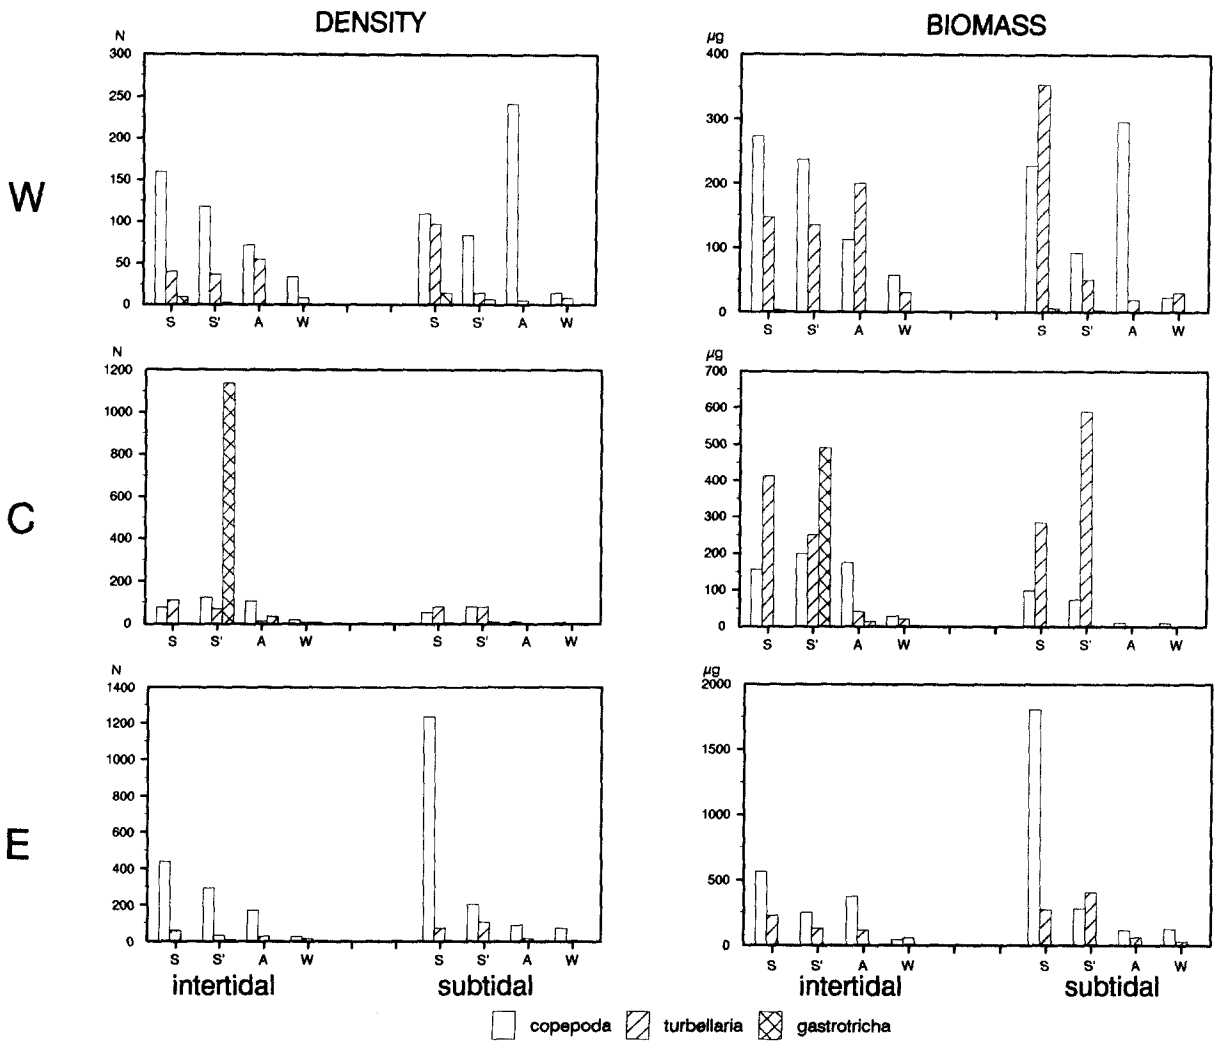 DENSITY BIOMASS
N µg
300 400
250
200 300
150 200
100 100
50
0 0
S S' A W S S' A W
S S' A W S S' A W
W
N µg
1200 700
1000 600
800 500
600 400
400 300
200 200
0 100
0
S S' A W S S' A W
S S' A W S S' A W
C
N µg
1400 2000
1200 1500
1000 1000
800 500
600 0
400
200
0
S S' A W S S' A W
S S' A W S S' A W
E
intertidal subtidal intertidal subtidal
copepoda turbellaria gastrotricha